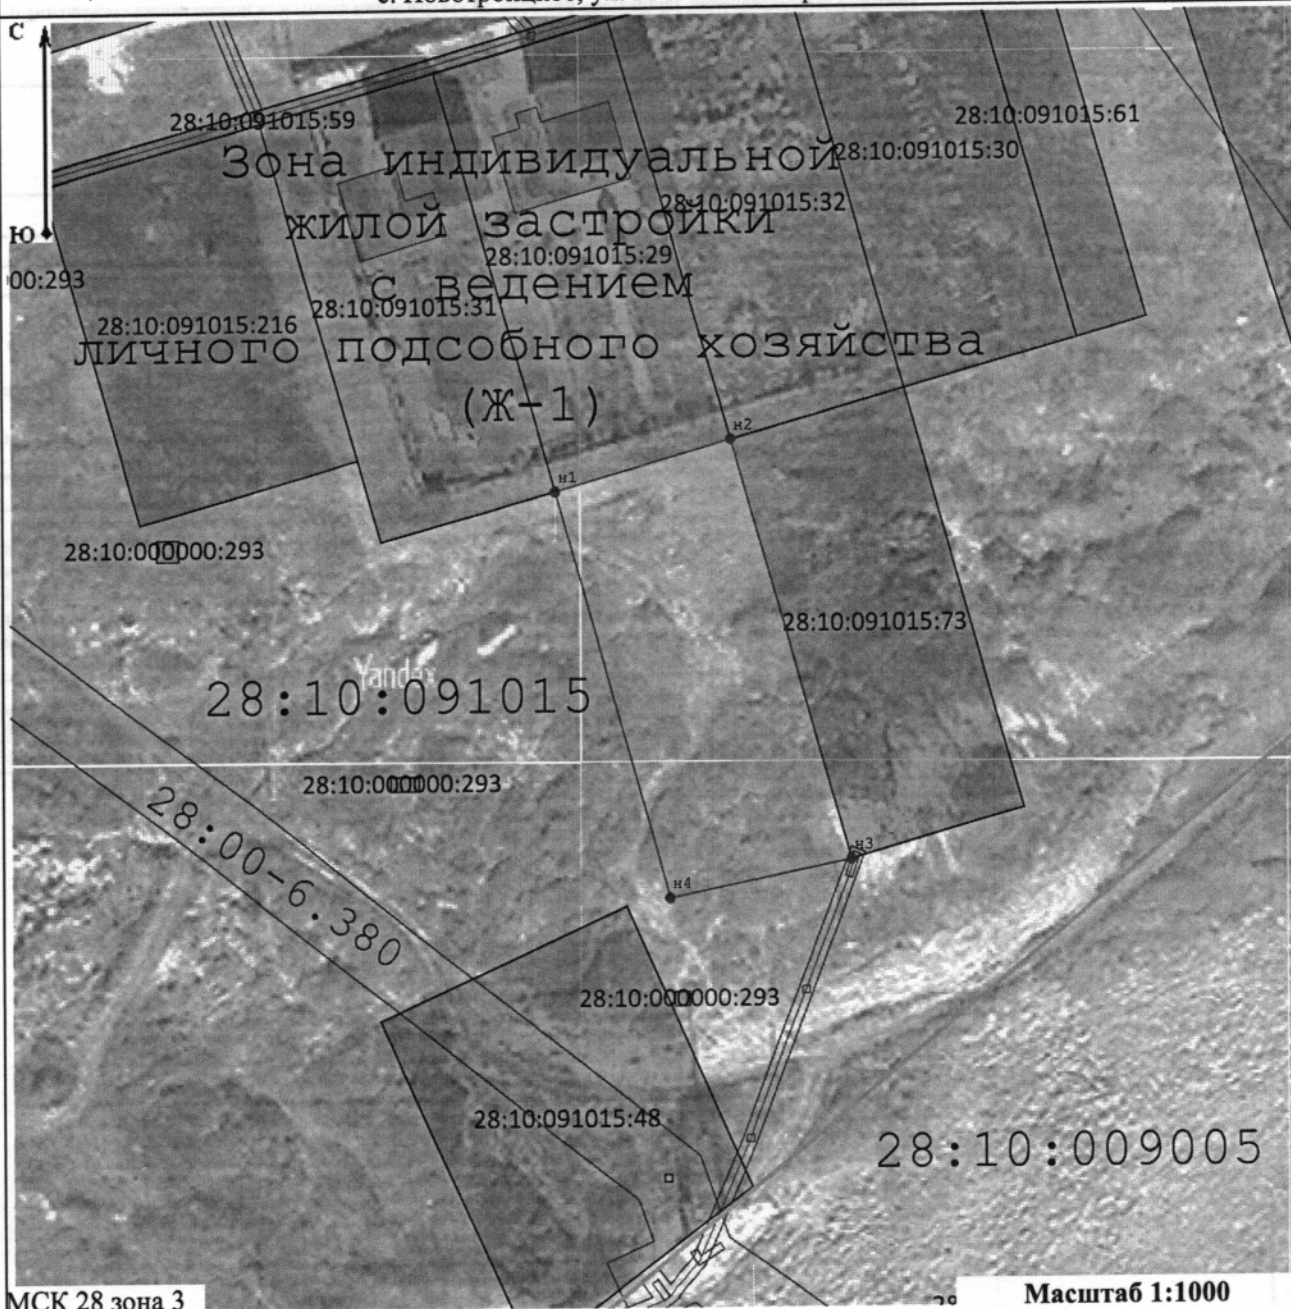 с. Новотроицкое,
С
Ю
28:10:091015:59
28:10:091015:61
Зона индивидуальной
28:10:091015:30
28:10:091015:32
жилой застройки
28:10:091015:29
00:293
с ведением
28:10:091015:31
28:10:091015:216
личного подсобного хозяйства
(Ж-1)
н2
н1
28:10:000000:293
28:10:091015:73
Yandex
28:10:091015
28:10:000000:293
28:00-6.380
н3
н4
28:10:000000:293
28:10:091015:48
28:10:009005
МСК 28 зона 3
28
Масштаб 1:1000